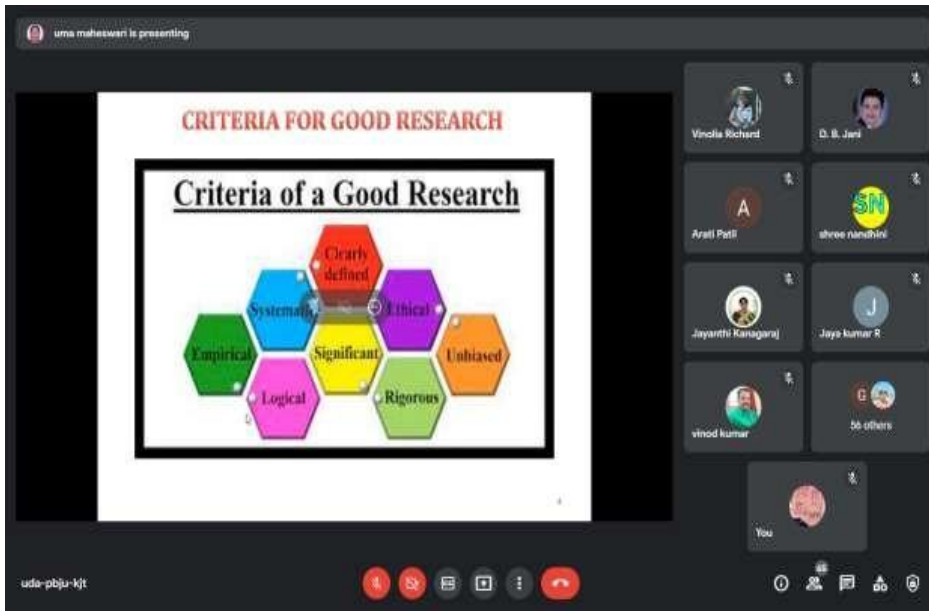 uma maheswari is presenting
CRITERIA FOR GOOD RESEARCH
Criteria of a Good Research
Clearly
defined
Systematic
Ethical
Empirical
Significant
Unbiased
Logical
Rigorous
Vinolia Richard
D. B. Jani
A
Arati Patil
SN
shree nandhini
Jayanthi Kanagaraj
J
Jaya kumar R
vinod kumar
G
56 others
You
uda-pbju-kjt